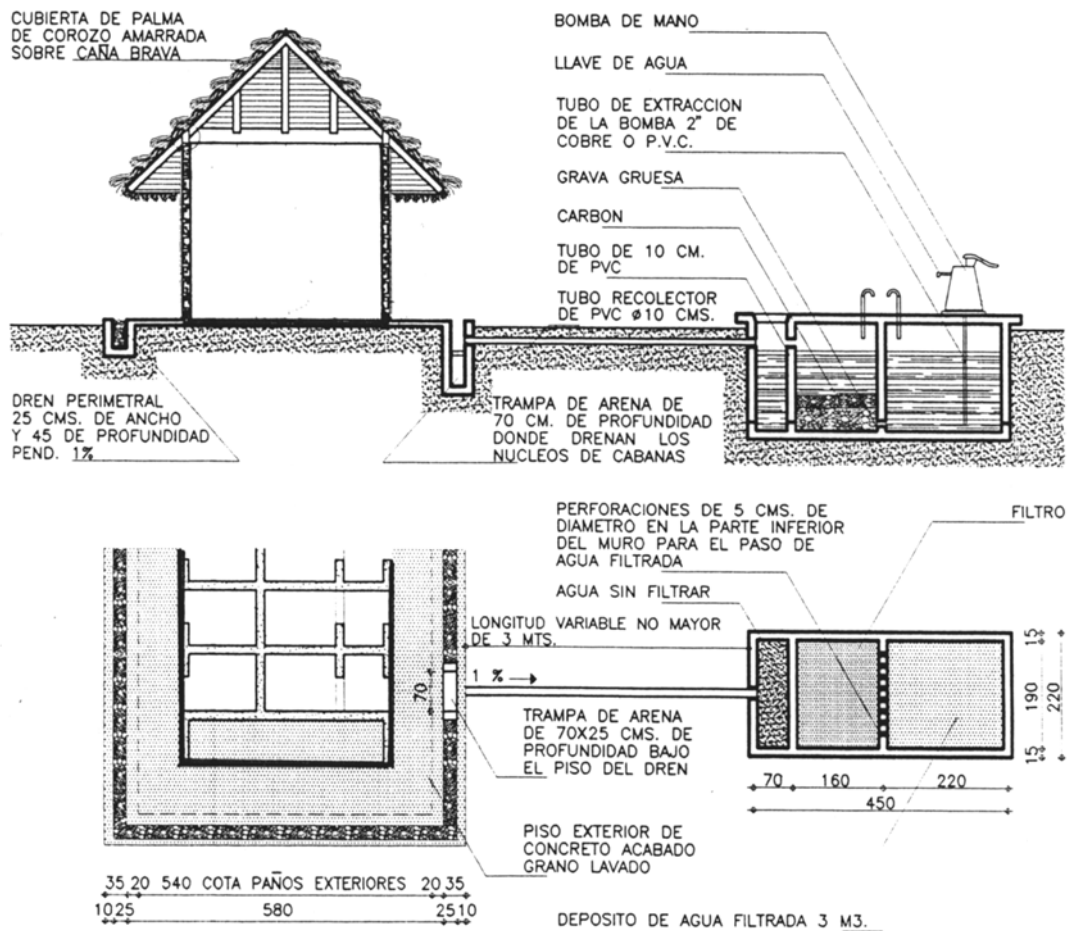 CUBIERTA DE PALMA
DE COROZO AMARRADA
SOBRE CAÑA BRAVA
BOMBA DE MANO
LLAVE DE AGUA
TUBO DE EXTRACCION
DE LA BOMBA 2" DE
COBRE O P.V.C.
GRAVA GRUESA
CARBON
TUBO DE 10 CM.
DE PVC
TUBO RECOLECTOR
DE PVC ø10 CMS.
DREN PERIMETRAL
25 CMS. DE ANCHO
Y 45 DE PROFUNDIDAD
PEND. 1%
TRAMPA DE ARENA DE
70 CM. DE PROFUNDIDAD
DONDE DRENAN LOS
NUCLEOS DE CABANAS
PERFORACIONES DE 5 CMS. DE
DIAMETRO EN LA PARTE INFERIOR
DEL MURO PARA EL PASO DE
AGUA FILTRADA
FILTRO
AGUA SIN FILTRAR
LONGITUD VARIABLE NO MAYOR
DE 3 MTS.
1 %
70
TRAMPA DE ARENA
DE 70X25 CMS. DE
PROFUNDIDAD BAJO
EL PISO DEL DREN
15
190
15
220
70 160 220
450
PISO EXTERIOR DE
CONCRETO ACABADO
GRANO LAVADO
35 20 540 COTA PAÑOS EXTERIORES 20 35
10 25 580 25 10
DEPOSITO DE AGUA FILTRADA 3 M3.